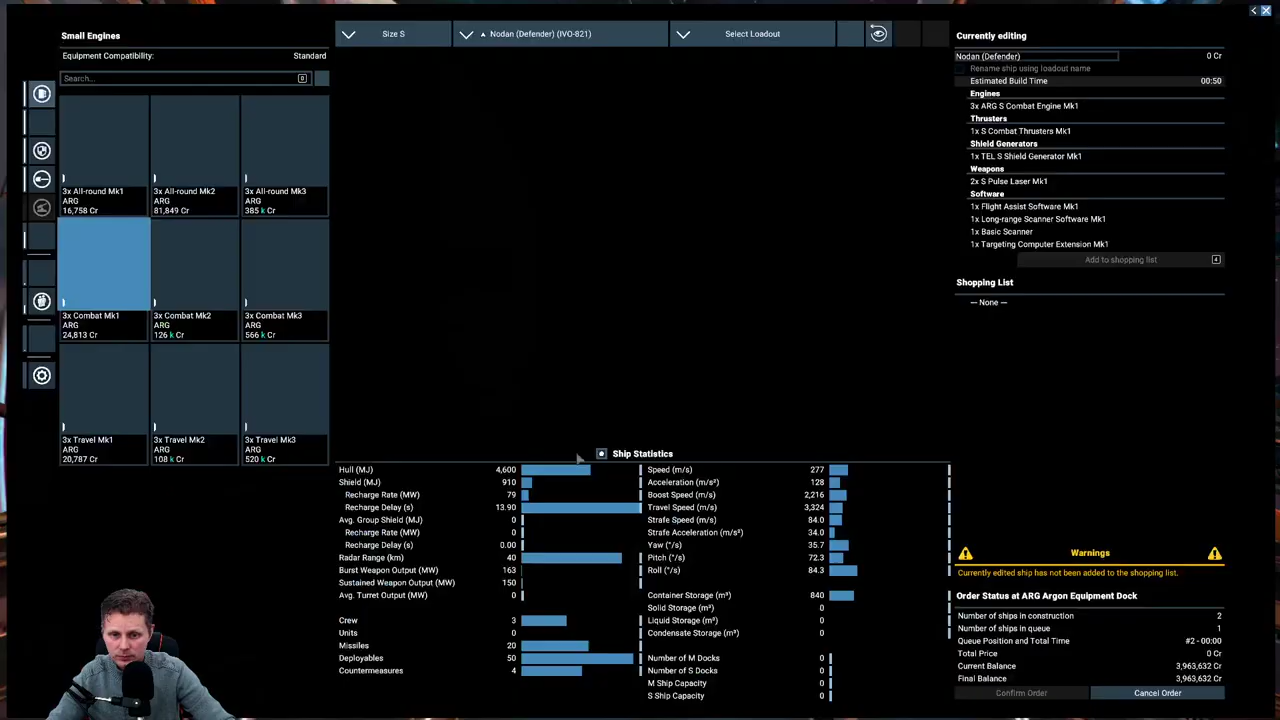 Small Engines
Equipment Compatibility: Standard
Search...
3x All-round Mk1
ARG
16,758 Cr
3x All-round Mk2
ARG
81,849 Cr
3x All-round Mk3
ARG
385 k Cr
3x Combat Mk1
ARG
24,813 Cr
3x Combat Mk2
ARG
126 k Cr
3x Combat Mk3
ARG
566 k Cr
3x Travel Mk1
ARG
20,787 Cr
3x Travel Mk2
ARG
108 k Cr
3x Travel Mk3
ARG
520 k Cr
Size S
Nodan (Defender) (IVO-821)
Select Loadout
Ship Statistics
Hull (MJ) 4,600
Shield (MJ) 910
Recharge Rate (MW) 79
Recharge Delay (s) 13.90
Avg. Group Shield (MJ) 0
Recharge Rate (MW) 0
Recharge Delay (s) 0.00
Radar Range (km) 40
Burst Weapon Output (MW) 163
Sustained Weapon Output (MW) 150
Avg. Turret Output (MW) 0
Crew 3
Units 0
Missiles 20
Deployables 50
Countermeasures 4
Speed (m/s) 277
Acceleration (m/s²) 128
Boost Speed (m/s) 2,216
Travel Speed (m/s) 3,324
Strafe Speed (m/s) 84.0
Strafe Acceleration (m/s²) 34.0
Yaw (°/s) 35.7
Pitch (°/s) 72.3
Roll (°/s) 84.3
Container Storage (m³) 840
Solid Storage (m³) 0
Liquid Storage (m³) 0
Condensate Storage (m³) 0
Number of M Docks 0
Number of S Docks 0
M Ship Capacity 0
S Ship Capacity 0
Currently editing
Nodan (Defender) 0 Cr
Rename ship using loadout name
Estimated Build Time 00:50
Engines
3x ARG S Combat Engine Mk1
Thrusters
1x S Combat Thrusters Mk1
Shield Generators
1x TEL S Shield Generator Mk1
Weapons
2x S Pulse Laser Mk1
Software
1x Flight Assist Software Mk1
1x Long-range Scanner Software Mk1
1x Basic Scanner
1x Targeting Computer Extension Mk1
Add to shopping list
Shopping List
— None —
Warnings
Currently edited ship has not been added to the shopping list.
Order Status at ARG Argon Equipment Dock
Number of ships in construction 2
Number of ships in queue 1
Queue Position and Total Time #2 - 00:00
Total Price 0 Cr
Current Balance 3,963,632 Cr
Final Balance 3,963,632 Cr
Confirm Order
Cancel Order